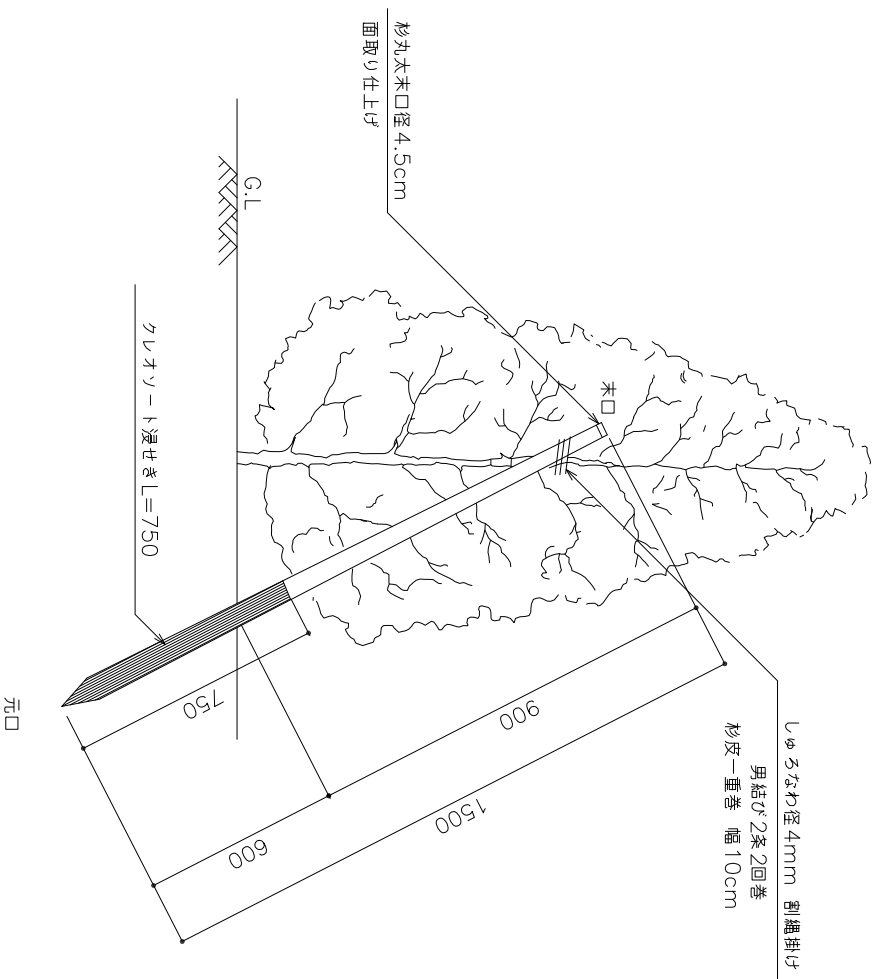 杉丸太末口径4.5cm
面取り仕上げ
末口
G.L
クレオソート浸せきL=750
しゅろなわ径4mm 割縄掛け
男結び2条2回巻
杉皮一重巻 幅10cm
900
750
1500
600
元口